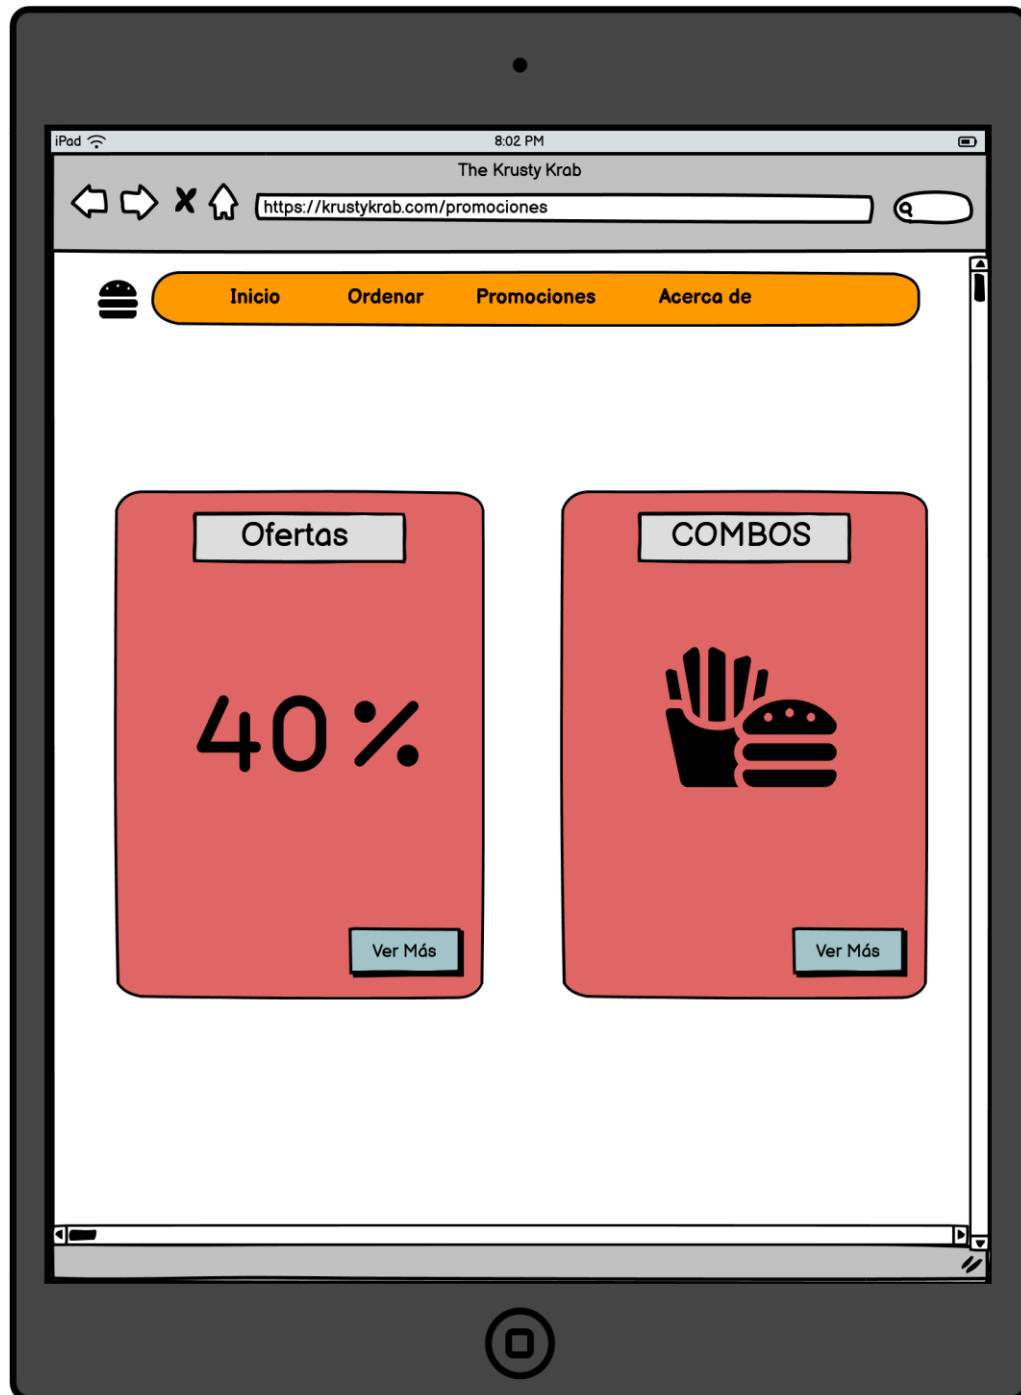 iPad 8:02 PM
The Krusty Krab
https://krustykrab.com/promociones
Inicio Ordenar Promociones Acerca de
Ofertas COMBOS
40%
Ver Más Ver Más